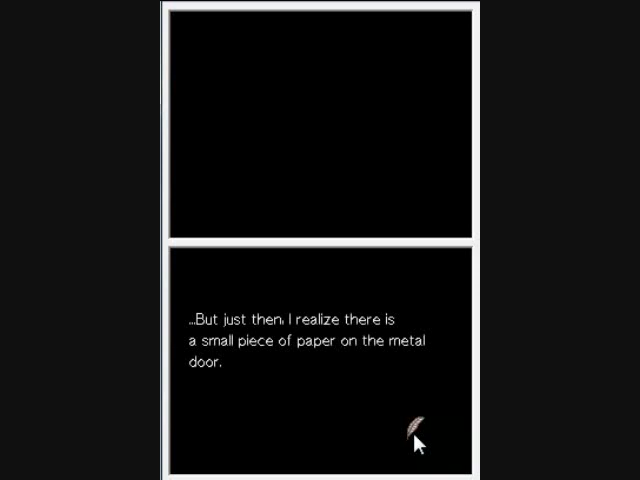 …But just then, I realize there is
a small piece of paper on the metal
door.